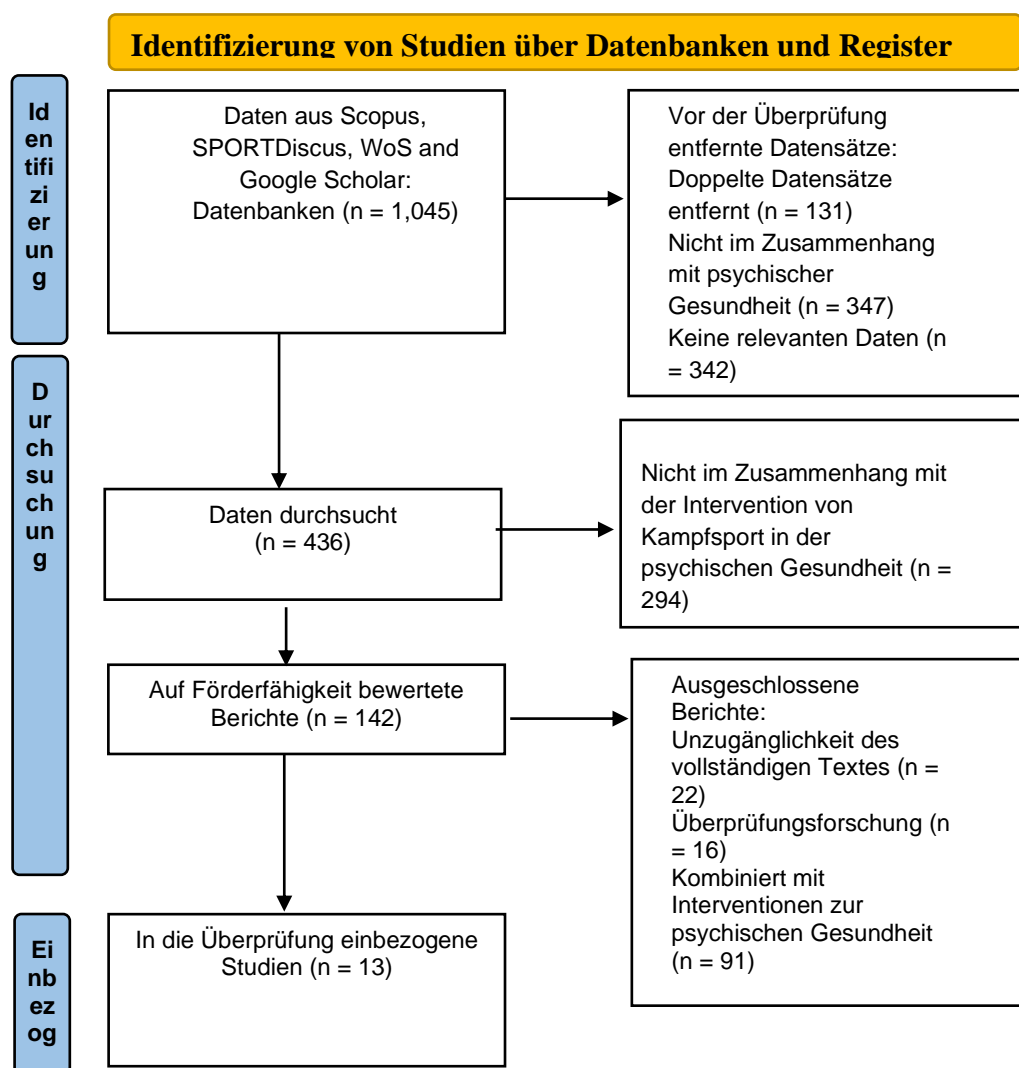 Identifizierung von Studien über Datenbanken und Register
Id
en
tifi
zi
er
un
g
Daten aus Scopus,
SPORTDiscus, WoS and
Google Scholar:
Datenbanken (n = 1,045)
Vor der Überprüfung
entfernte Datensätze:
Doppelte Datensätze
entfernt (n = 131)
Nicht im Zusammenhang
mit psychischer
Gesundheit (n = 347)
Keine relevanten Daten (n
= 342)
D
ur
ch
su
ch
un
g
Daten durchsucht
(n = 436)
Nicht im Zusammenhang mit
der Intervention von
Kampfsport in der
psychischen Gesundheit (n =
294)
Auf Förderfähigkeit bewertete
Berichte (n = 142)
Ausgeschlossene
Berichte:
Unzugänglichkeit des
vollständigen Textes (n =
22)
Überprüfungsforschung (n
= 16)
Kombiniert mit
Interventionen zur
psychischen Gesundheit
(n = 91)
Ei
nb
ez
og
In die Überprüfung einbezogene
Studien (n = 13)